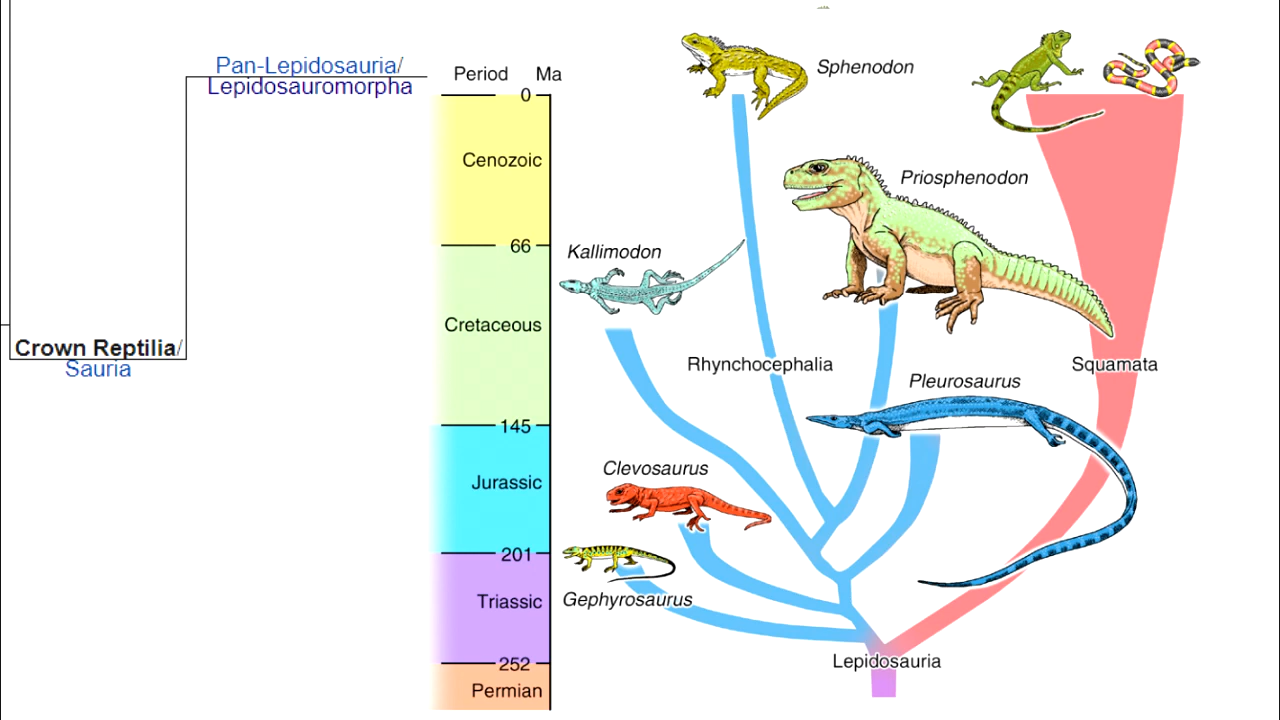 Pan-Lepidosauria/
Lepidosauromorpha
Crown Reptilia/
Sauria
Period Ma
0
Cenozoic
66
Cretaceous
145
Jurassic
201
Triassic
252
Permian
Sphenodon
Priosphenodon
Kallimodon
Rhynchocephalia
Squamata
Pleurosaurus
Clevosaurus
Gephyrosaurus
Lepidosauria